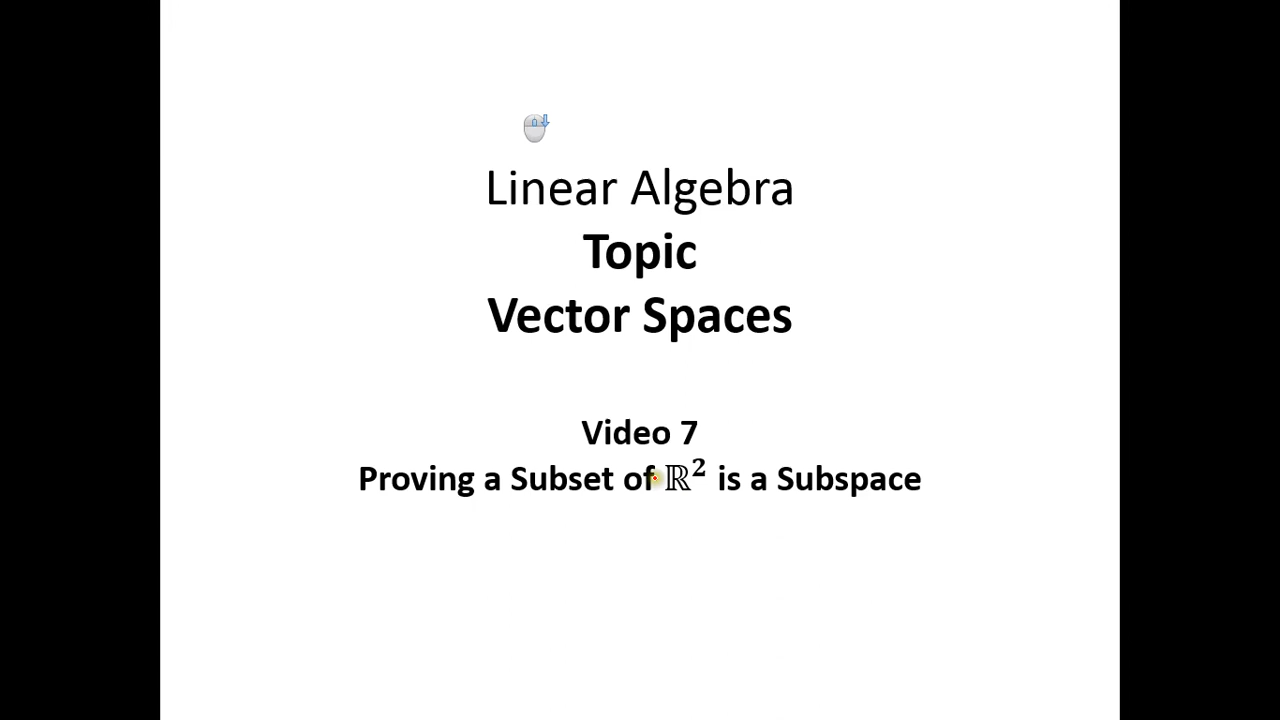 Linear Algebra
Topic
Vector Spaces
Video 7
Proving a Subset of ℝ² is a Subspace